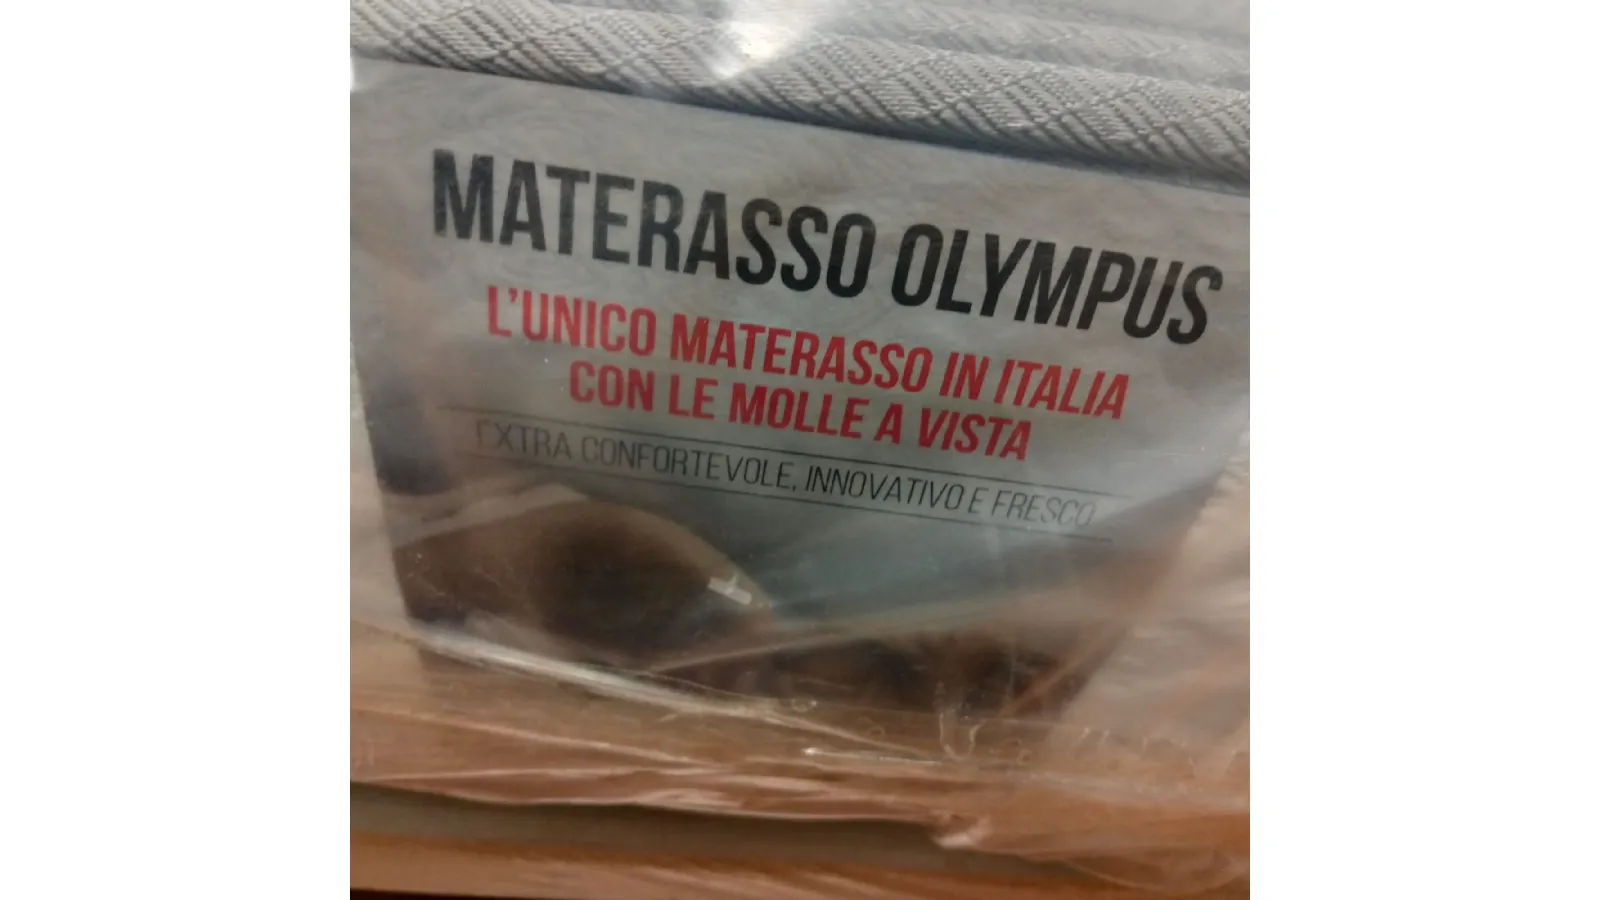 MATERASSO OLYMPUS
L'UNICO MATERASSO IN ITALIA
CON LE MOLLE A VISTA
EXTRA CONFORTEVOLE, INNOVATIVO E FRESCO